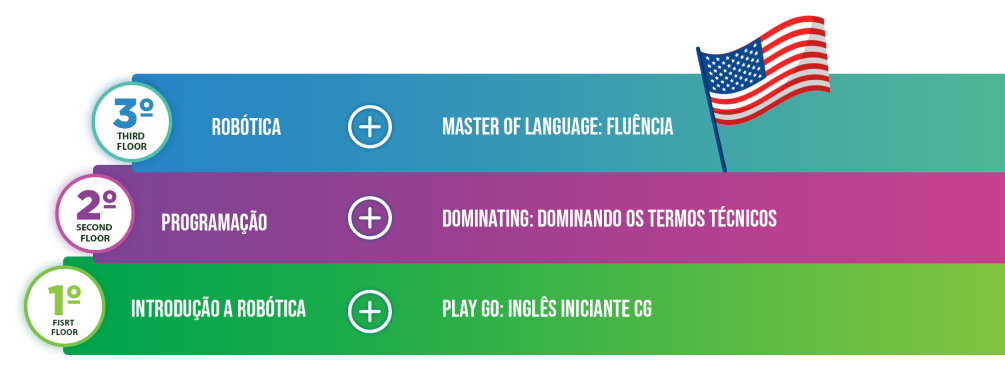 3º
THIRD
FLOOR
ROBÓTICA
MASTER OF LANGUAGE: FLUÊNCIA
2º
SECOND
FLOOR
PROGRAMAÇÃO
DOMINATING: DOMINANDO OS TERMOS TÉCNICOS
1º
FISRT
FLOOR
INTRODUÇÃO A ROBÓTICA
PLAY GO: INGLÊS INICIANTE CG